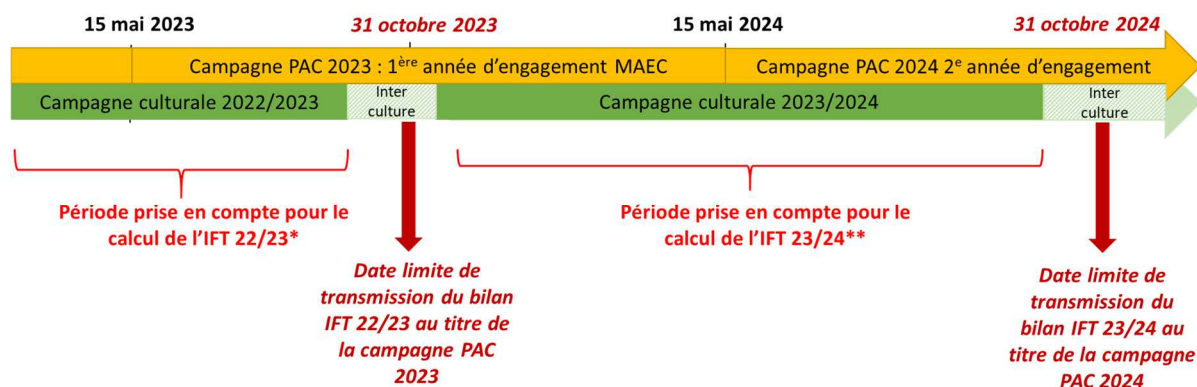 15 mai 2023
31 octobre 2023
15 mai 2024
31 octobre 2024
Campagne PAC 2023 : 1ère année d’engagement MAEC
Campagne PAC 2024 2e année d’engagement
Campagne culturale 2022/2023
Inter
culture
Campagne culturale 2023/2024
Inter
culture
Période prise en compte pour le
calcul de l’IFT 22/23*
Période prise en compte pour le
calcul de l’IFT 23/24**
Date limite de
transmission du bilan
IFT 22/23 au titre de
la campagne PAC
2023
Date limite de
transmission du
bilan IFT 23/24 au
titre de la campagne
PAC 2024